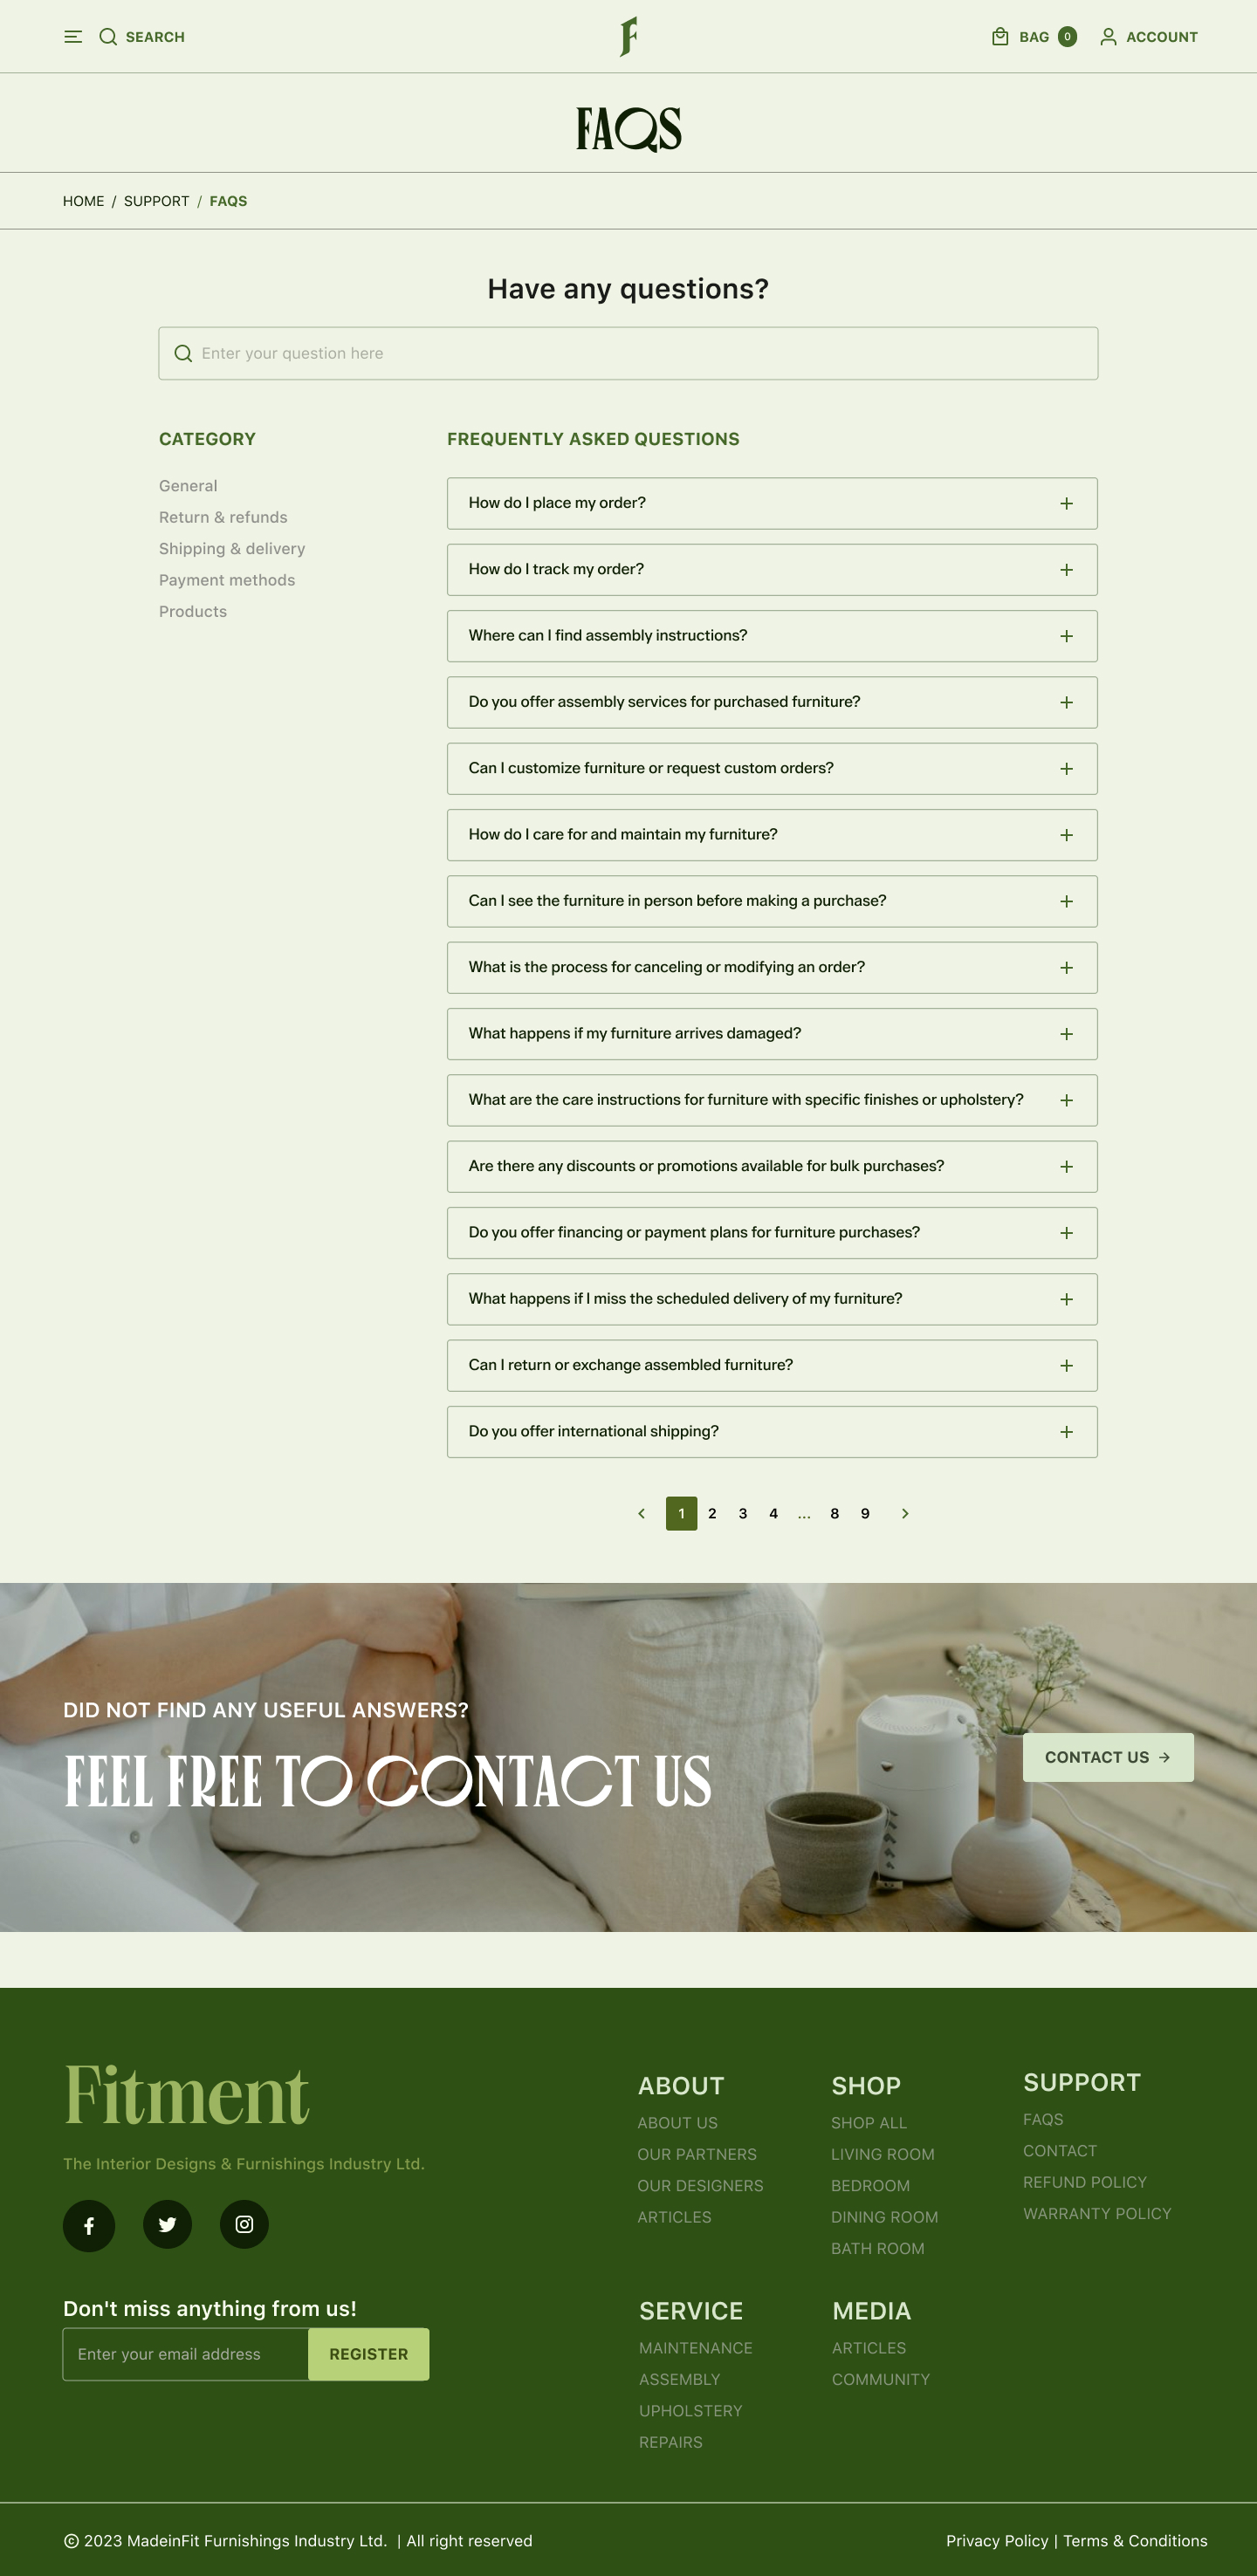 SEARCH
F
BAG 0 ACCOUNT
FAQS
HOME / SUPPORT / FAQS
Have any questions?
Enter your question here
CATEGORY
General
Return & refunds
Shipping & delivery
Payment methods
Products
FREQUENTLY ASKED QUESTIONS
How do I place my order?
How do I track my order?
Where can I find assembly instructions?
Do you offer assembly services for purchased furniture?
Can I customize furniture or request custom orders?
How do I care for and maintain my furniture?
Can I see the furniture in person before making a purchase?
What is the process for canceling or modifying an order?
What happens if my furniture arrives damaged?
What are the care instructions for furniture with specific finishes or upholstery?
Are there any discounts or promotions available for bulk purchases?
Do you offer financing or payment plans for furniture purchases?
What happens if I miss the scheduled delivery of my furniture?
Can I return or exchange assembled furniture?
Do you offer international shipping?
1 2 3 4 ... 8 9
DID NOT FIND ANY USEFUL ANSWERS?
FEEL FREE TO CONTACT US
CONTACT US
Fitment
The Interior Designs & Furnishings Industry Ltd.
Don't miss anything from us!
Enter your email address
REGISTER
ABOUT
ABOUT US
OUR PARTNERS
OUR DESIGNERS
ARTICLES
SHOP
SHOP ALL
LIVING ROOM
BEDROOM
DINING ROOM
BATH ROOM
SUPPORT
FAQS
CONTACT
REFUND POLICY
WARRANTY POLICY
SERVICE
MAINTENANCE
ASSEMBLY
UPHOLSTERY
REPAIRS
MEDIA
ARTICLES
COMMUNITY
© 2023 MadeinFit Furnishings Industry Ltd. | All right reserved
Privacy Policy | Terms & Conditions